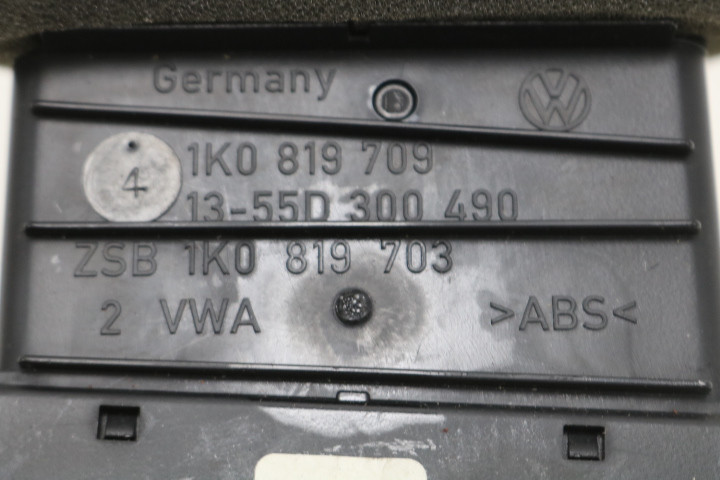 Germany
1K0 819 709
4
13-55D 300 490
ZSB 1K0 819 703
2 VWA >ABS<